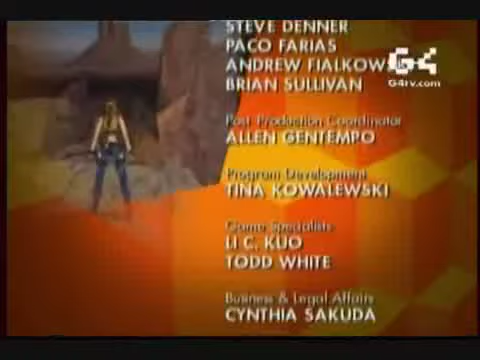 STEVE DENNER
PACO FARIAS
ANDREW FIALKOW
BRIAN SULLIVAN
G4
G4tv.com
Post Production Coordinator
ALLEN GENTEMPO
Program Development
TINA KOWALEWSKI
Game Specialists
LI C. KUO
TODD WHITE
Business & Legal Affairs
CYNTHIA SAKUDA